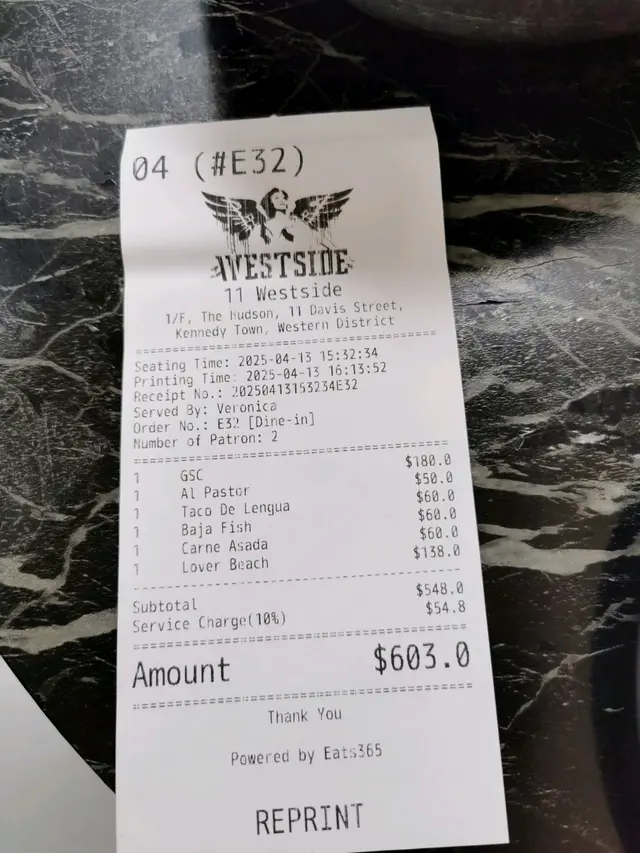 04 (#E32)
WESTSIDE
11 Westside
1/F, The Hudson, 11 Davis Street,
Kennedy Town, Western District
Seating Time: 2025-04-13 15:32:34
Printing Time: 2025-04-13 16:13:52
Receipt No.: 20250413153234E32
Served By: Veronica
Order No.: E32 [Dine-in]
Number of Patron: 2
1 GSC $180.0
1 Al Pastor $50.0
1 Taco De Lengua $60.0
1 Baja Fish $60.0
1 Carne Asada $60.0
1 Lover Beach $138.0
Subtotal $548.0
Service Charge(10%) $54.8
Amount $603.0
Thank You
Powered by Eats365
REPRINT